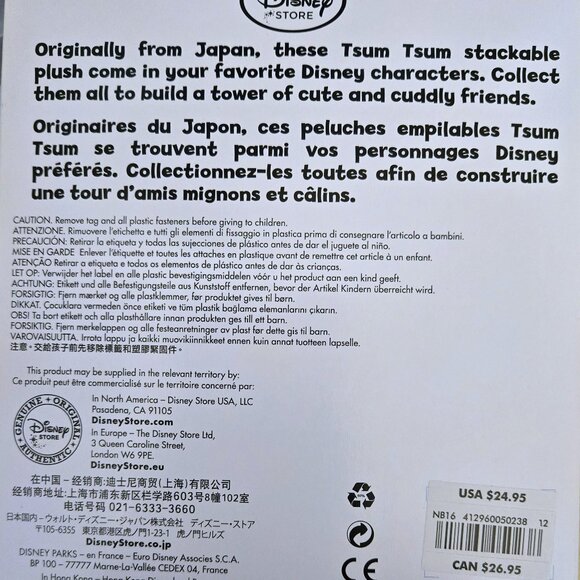 Disney
STORE
Originally from Japan, these Tsum Tsum stackable
plush come in your favorite Disney characters. Collect
them all to build a tower of cute and cuddly friends.
Originaires du Japon, ces peluches empilables Tsum
Tsum se trouvent parmi vos personnages Disney
préférés. Collectionnez-les toutes afin de construire
une tour d'amis mignons et câlins.
CAUTION. Remove tag and all plastic fasteners before giving to children.
ATTENZIONE. Rimuovere l'etichetta e tutti gli elementi di fissaggio in plastica prima di consegnare l'articolo a bambini.
PRECAUCIÓN: Retirar la etiqueta y todas las sujecciones de plástico antes de dar el juguete al niño.
MISE EN GARDE Enlever l'étiquette et toutes les attaches en plastique avant de remettre cet article à un enfant.
ATENÇÃO Retirar a etiqueta e todos os elementos de plástico antes de dar às crianças.
LET OP: Verwijder het label en alle plastic bevestigingsmiddelen vóór u het product aan een kind geeft.
ACHTUNG: Etikett und alle Befestigungsteile aus Kunststoff entfernen, bevor der Artikel Kindern überreicht wird.
FORSIGTIG: Fjern mærket og alle plastklemmer, før produktet gives til børn.
DIKKAT. Çocuklara vermeden önce etiketi ve tüm plastik bağlama elemanlarını çıkarın.
OBS! Ta bort etikett och alla plasthållare innan produkten ges till ett barn.
FORSIKTIG. Fjern merkelappen og alle festeanretninger av plast før dette gis til barn.
VAROVAISUUTTA. Irrota lappu ja kaikki muovikiinnikkeet ennen kuin annat tuotteen lapselle.
注意。交給孩子前先移除標籤和塑膠緊固件。
This product may be supplied in the relevant territory by:
Ce produit peut être commercialisé sur le territoire concerné par:
GENUINE • ORIGINAL
Disney
STORE
AUTHENTIC
In North America – Disney Store USA, LLC
Pasadena, CA 91105
DisneyStore.com
In Europe – The Disney Store Ltd,
3 Queen Caroline Street,
London W6 9PE.
DisneyStore.eu
在中国 - 经销商:迪士尼商贸(上海)有限公司
上海市浦东新区栏学路603号8幢102室
电话: 021-6333-3660
日本国内 - ウォルト・ディズニー・ジャパン株式会社 ディズニーストア
〒105-6355 東京都港区虎ノ門1-23-1 虎ノ門ヒルズ
DisneyStore.co.jp
DISNEY PARKS – en France – Euro Disney Associes S.C.A.
BP 100 – 77777 Marne-La-Vallée CEDEX 04
In Hong Kong – Hong Kong Disney
CE
USA $24.95
NB16 412960050238 12
CAN $26.95